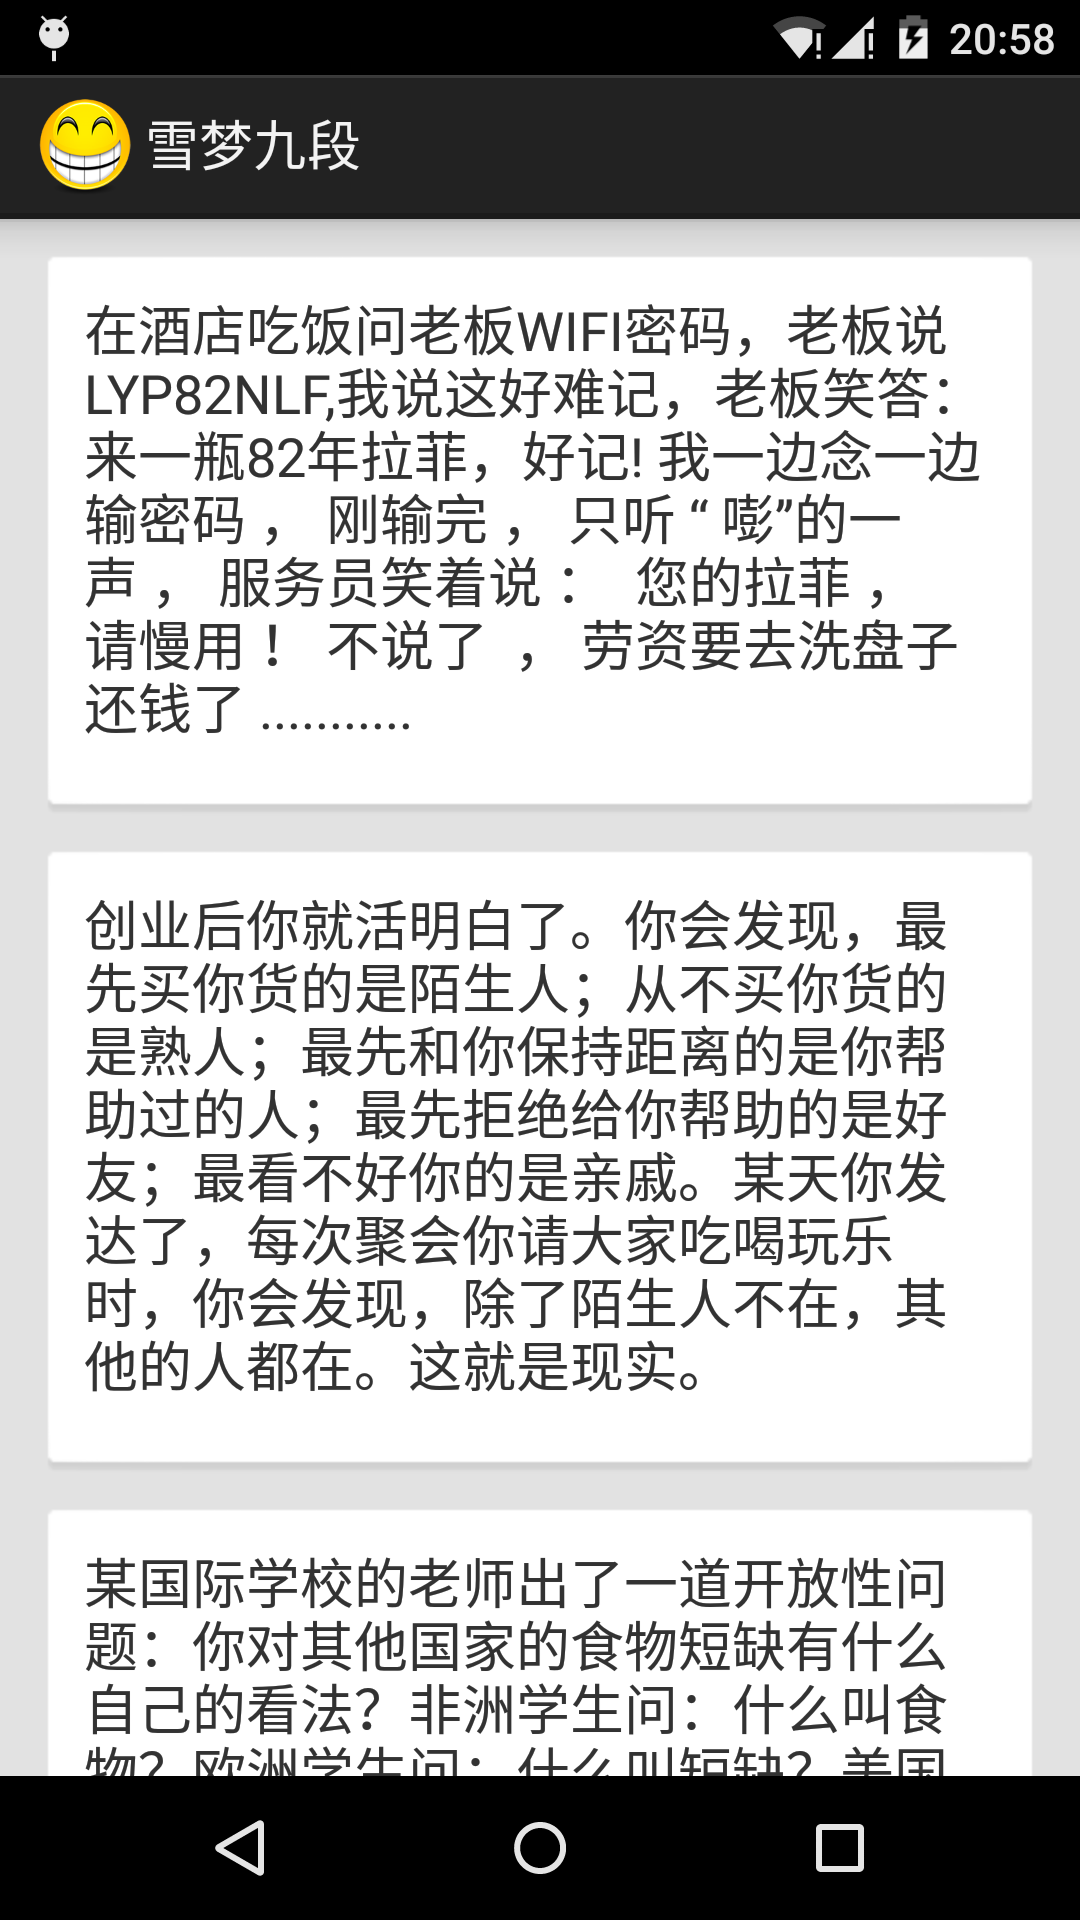 20:58
雪梦九段
在酒店吃饭问老板WIFI密码，老板说
LYP82NLF,我说这好难记，老板笑答：
来一瓶82年拉菲，好记! 我一边念一边
输密码 ， 刚输完 ， 只听 “ 嘭”的一
声 ， 服务员笑着说 ： 您的拉菲 ，
请慢用 ！ 不说了 ， 劳资要去洗盘子
还钱了 ...........
创业后你就活明白了。你会发现，最
先买你货的是陌生人；从不买你货的
是熟人；最先和你保持距离的是你帮
助过的人；最先拒绝给你帮助的是好
友；最看不好你的是亲戚。某天你发
达了，每次聚会你请大家吃喝玩乐
时，你会发现，除了陌生人不在，其
他的人都在。这就是现实。
某国际学校的老师出了一道开放性问
题：你对其他国家的食物短缺有什么
自己的看法？非洲学生问：什么叫食
物？欧洲学生问：什么叫短缺？美国